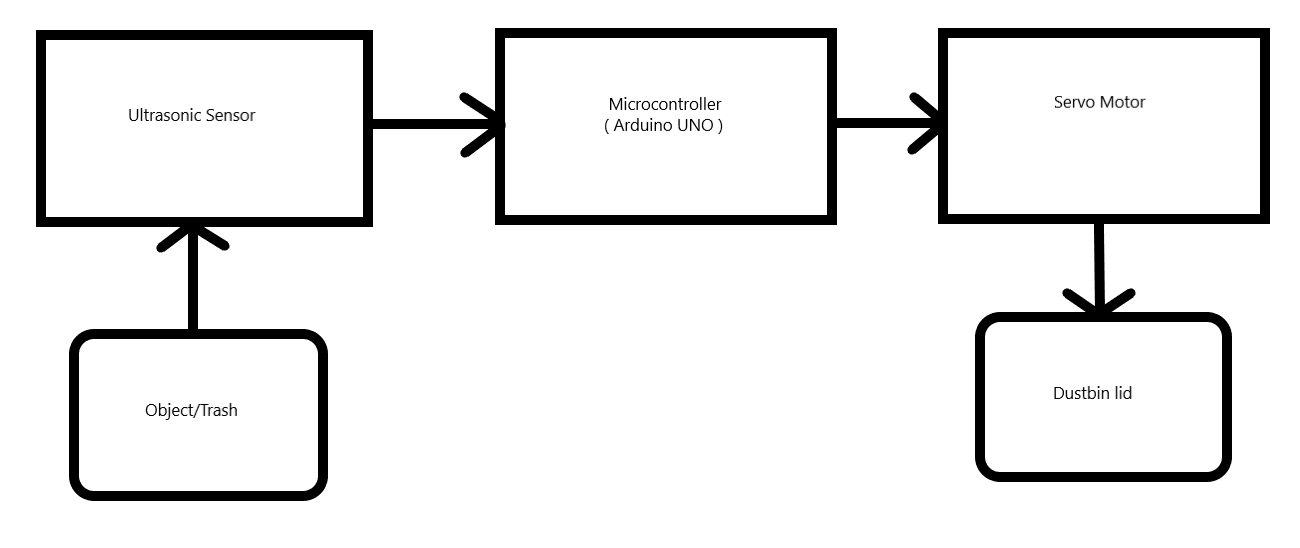 Ultrasonic Sensor
Microcontroller
( Arduino UNO )
Servo Motor
Object/Trash
Dustbin lid